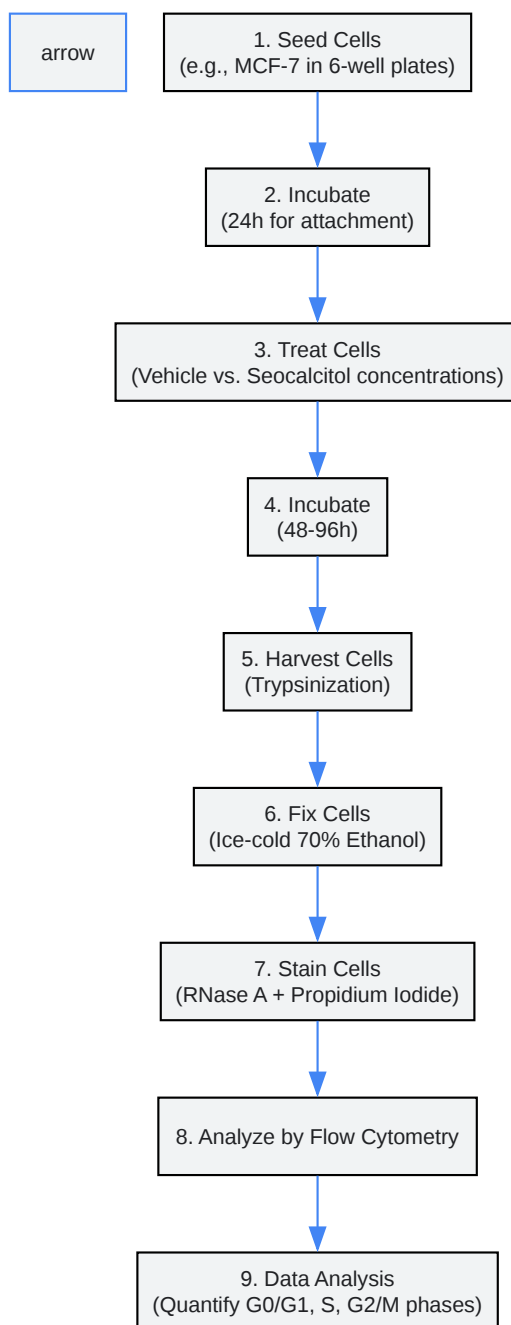 arrow
1. Seed Cells
(e.g., MCF-7 in 6-well plates)
2. Incubate
(24h for attachment)
3. Treat Cells
(Vehicle vs. Seocalcitol concentrations)
4. Incubate
(48-96h)
5. Harvest Cells
(Trypsinization)
6. Fix Cells
(Ice-cold 70% Ethanol)
7. Stain Cells
(RNase A + Propidium Iodide)
8. Analyze by Flow Cytometry
9. Data Analysis
(Quantify G0/G1, S, G2/M phases)